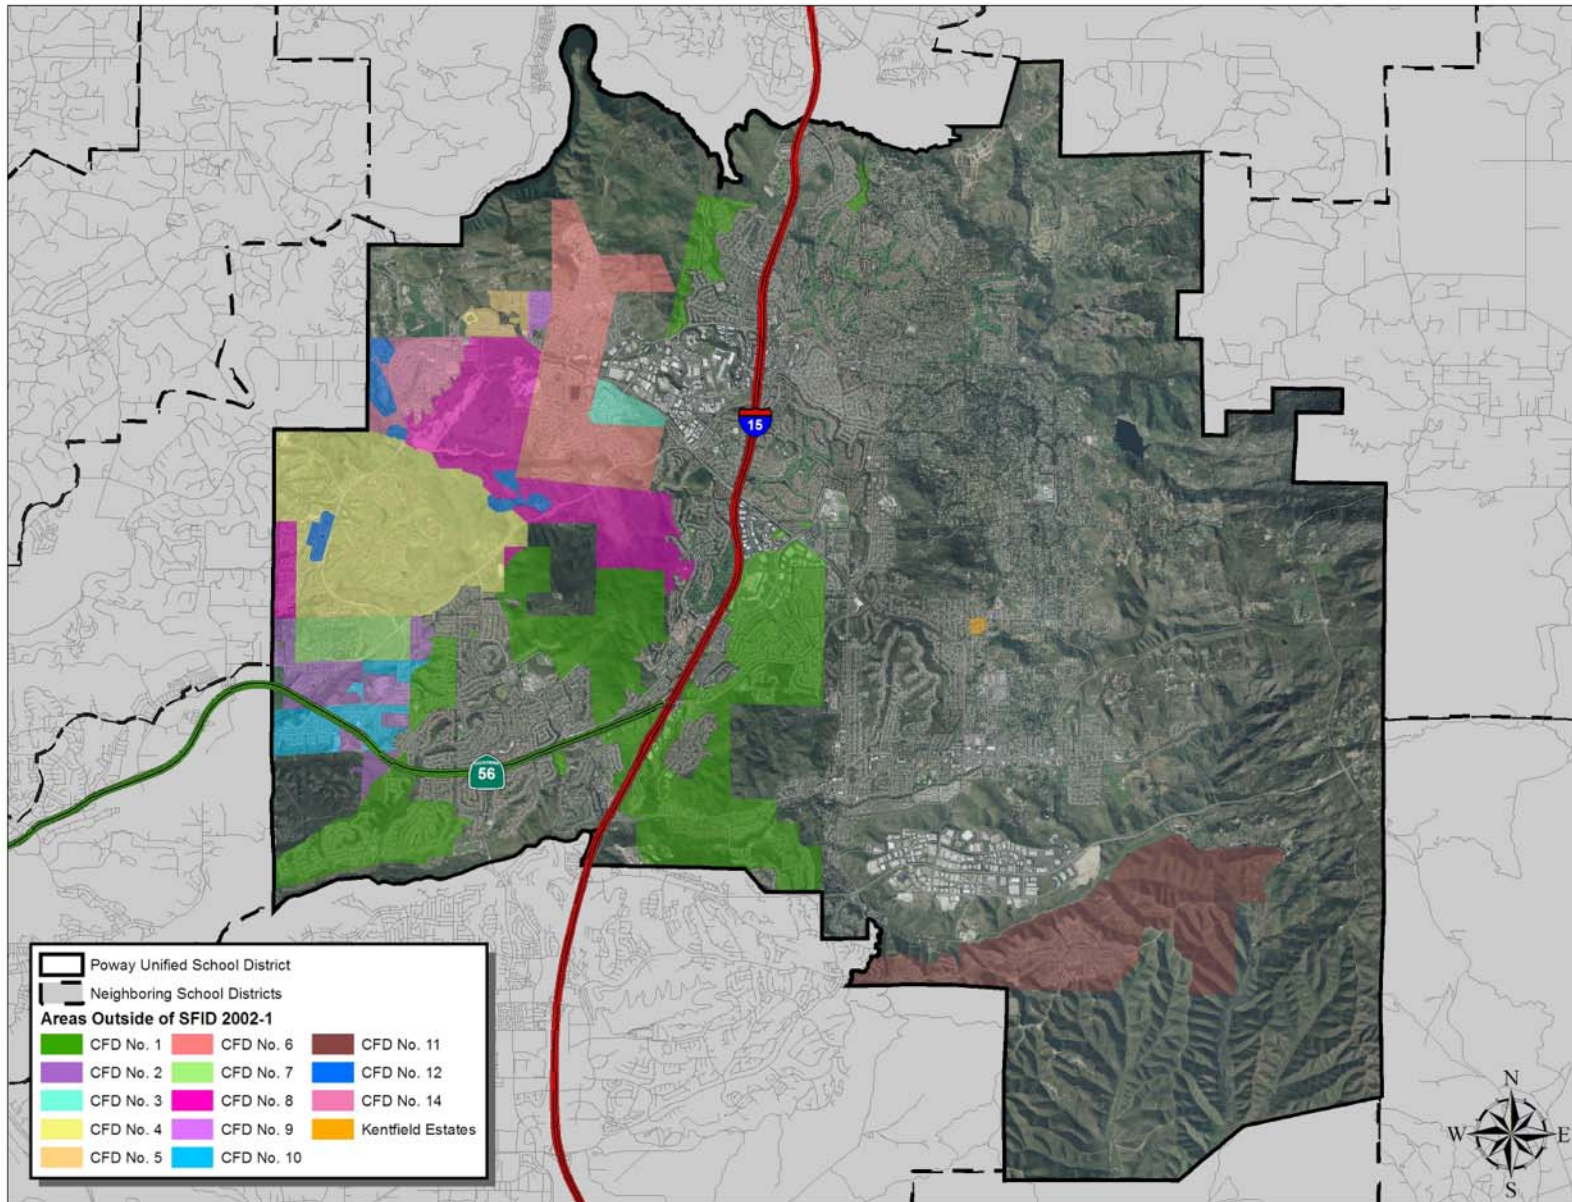 15
56
Poway Unified School District
Neighboring School Districts
Areas Outside of SFID 2002-1
CFD No. 1
CFD No. 2
CFD No. 3
CFD No. 4
CFD No. 5
CFD No. 6
CFD No. 7
CFD No. 8
CFD No. 9
CFD No. 10
CFD No. 11
CFD No. 12
CFD No. 14
Kentfield Estates
N
W
E
S